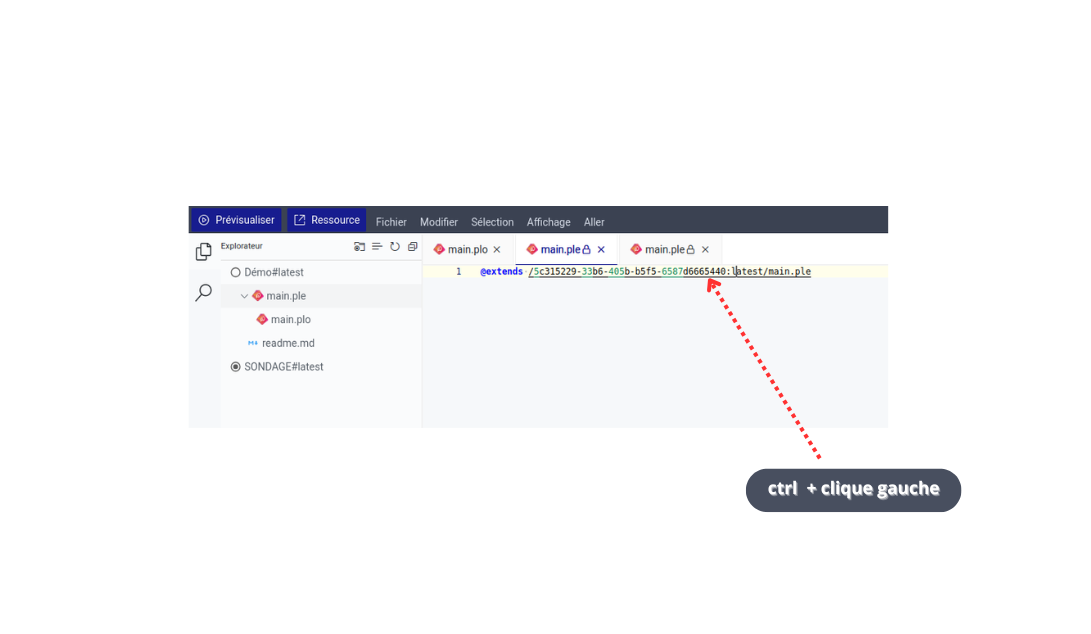 Prévisualiser Ressource Fichier Modifier Sélection Affichage Aller
Explorateur
main.plo main.ple main.ple
Démo#latest
main.ple
main.plo
readme.md
SONDAGE#latest
1 @extends /5c315229-33b6-405b-b5f5-6587d6665440:latest/main.ple
ctrl + clique gauche